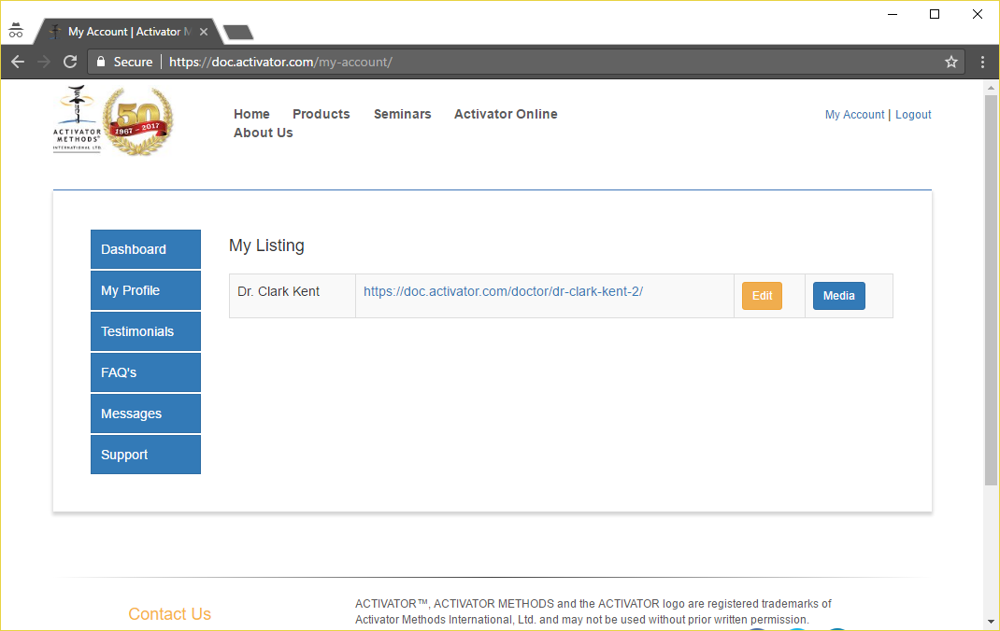 My Account | Activator M
Secure | https://doc.activator.com/my-account/
ACTIVATOR
METHODS®
INTERNATIONAL LTD.
50
1967 - 2017
Home Products Seminars Activator Online
About Us
My Account | Logout
Dashboard
My Profile
Testimonials
FAQ's
Messages
Support
My Listing
Dr. Clark Kent https://doc.activator.com/doctor/dr-clark-kent-2/ Edit Media
Contact Us
ACTIVATOR™, ACTIVATOR METHODS and the ACTIVATOR logo are registered trademarks of
Activator Methods International, Ltd. and may not be used without prior written permission.